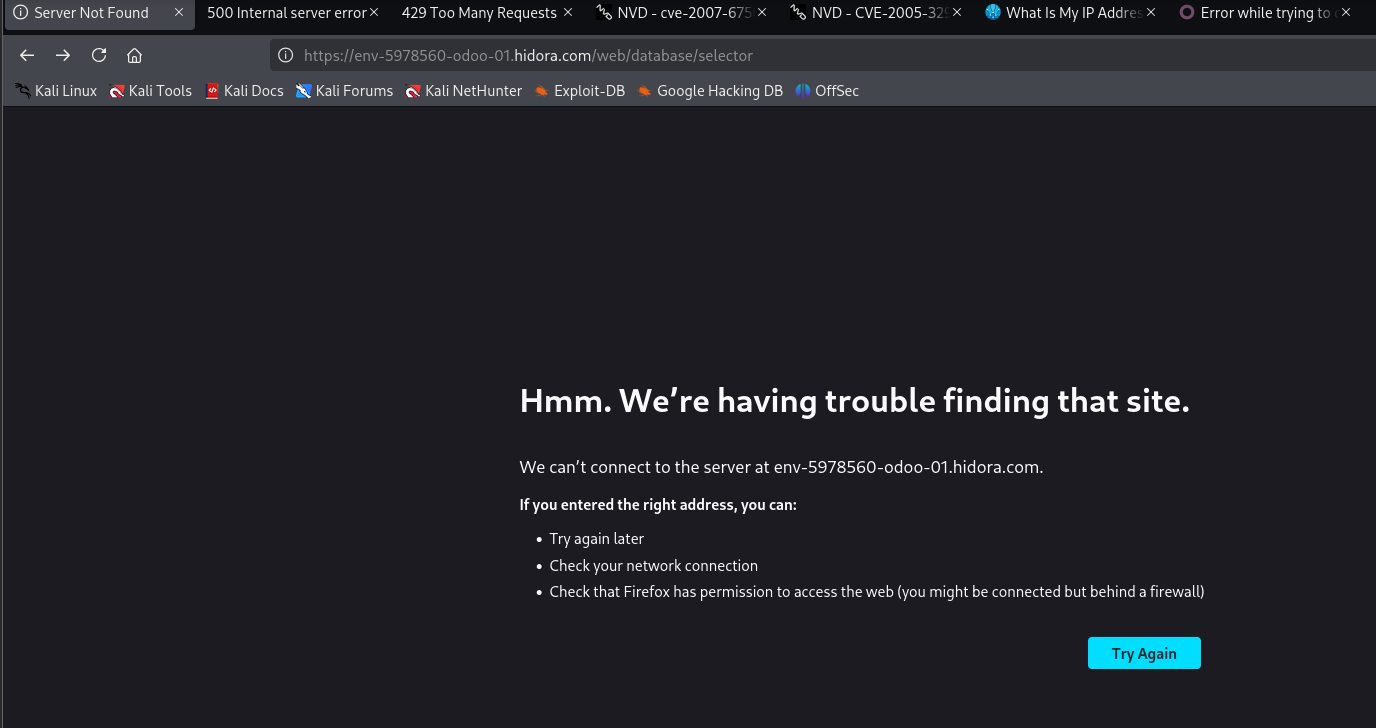 Server Not Found
500 Internal server error
429 Too Many Requests
NVD - cve-2007-675
NVD - CVE-2005-329
What Is My IP Addres
Error while trying to
https://env-5978560-odoo-01.hidora.com/web/database/selector
Kali Linux
Kali Tools
Kali Docs
Kali Forums
Kali NetHunter
Exploit-DB
Google Hacking DB
OffSec
Hmm. We’re having trouble finding that site.
We can’t connect to the server at env-5978560-odoo-01.hidora.com.
If you entered the right address, you can:
• Try again later
• Check your network connection
• Check that Firefox has permission to access the web (you might be connected but behind a firewall)
Try Again